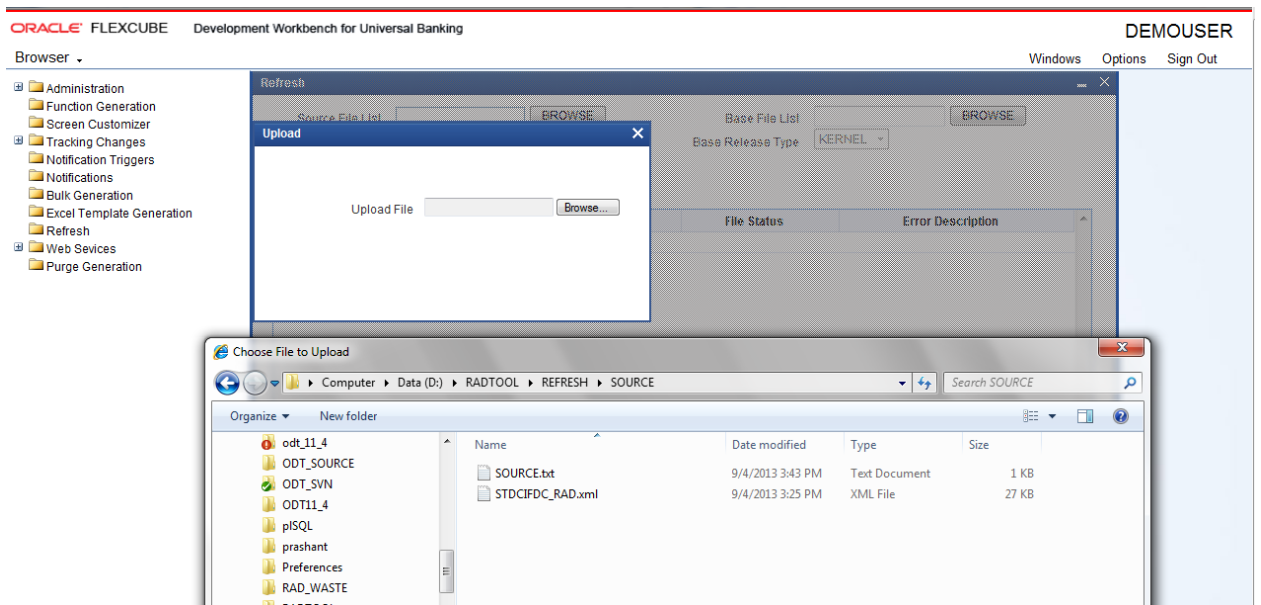 ORACLE® FLEXCUBE Development Workbench for Universal Banking DEMOUSER
Browser Windows Options Sign Out
Administration
Function Generation
Screen Customizer
Tracking Changes
Notification Triggers
Notifications
Bulk Generation
Excel Template Generation
Refresh
Web Sevices
Purge Generation
Refresh
Source File List BROWSE Base File List BROWSE
Base Release Type KERNEL
File Status Error Description
Upload
Upload File Browse...
Choose File to Upload
Computer Data (D:) RADTOOL REFRESH SOURCE Search SOURCE
Organize New folder
odt_11_4
ODT_SOURCE
ODT_SVN
ODT11_4
plSQL
prashant
Preferences
RAD_WASTE
Name Date modified Type Size
SOURCE.txt 9/4/2013 3:43 PM Text Document 1 KB
STDCIFDC_RAD.xml 9/4/2013 3:25 PM XML File 27 KB